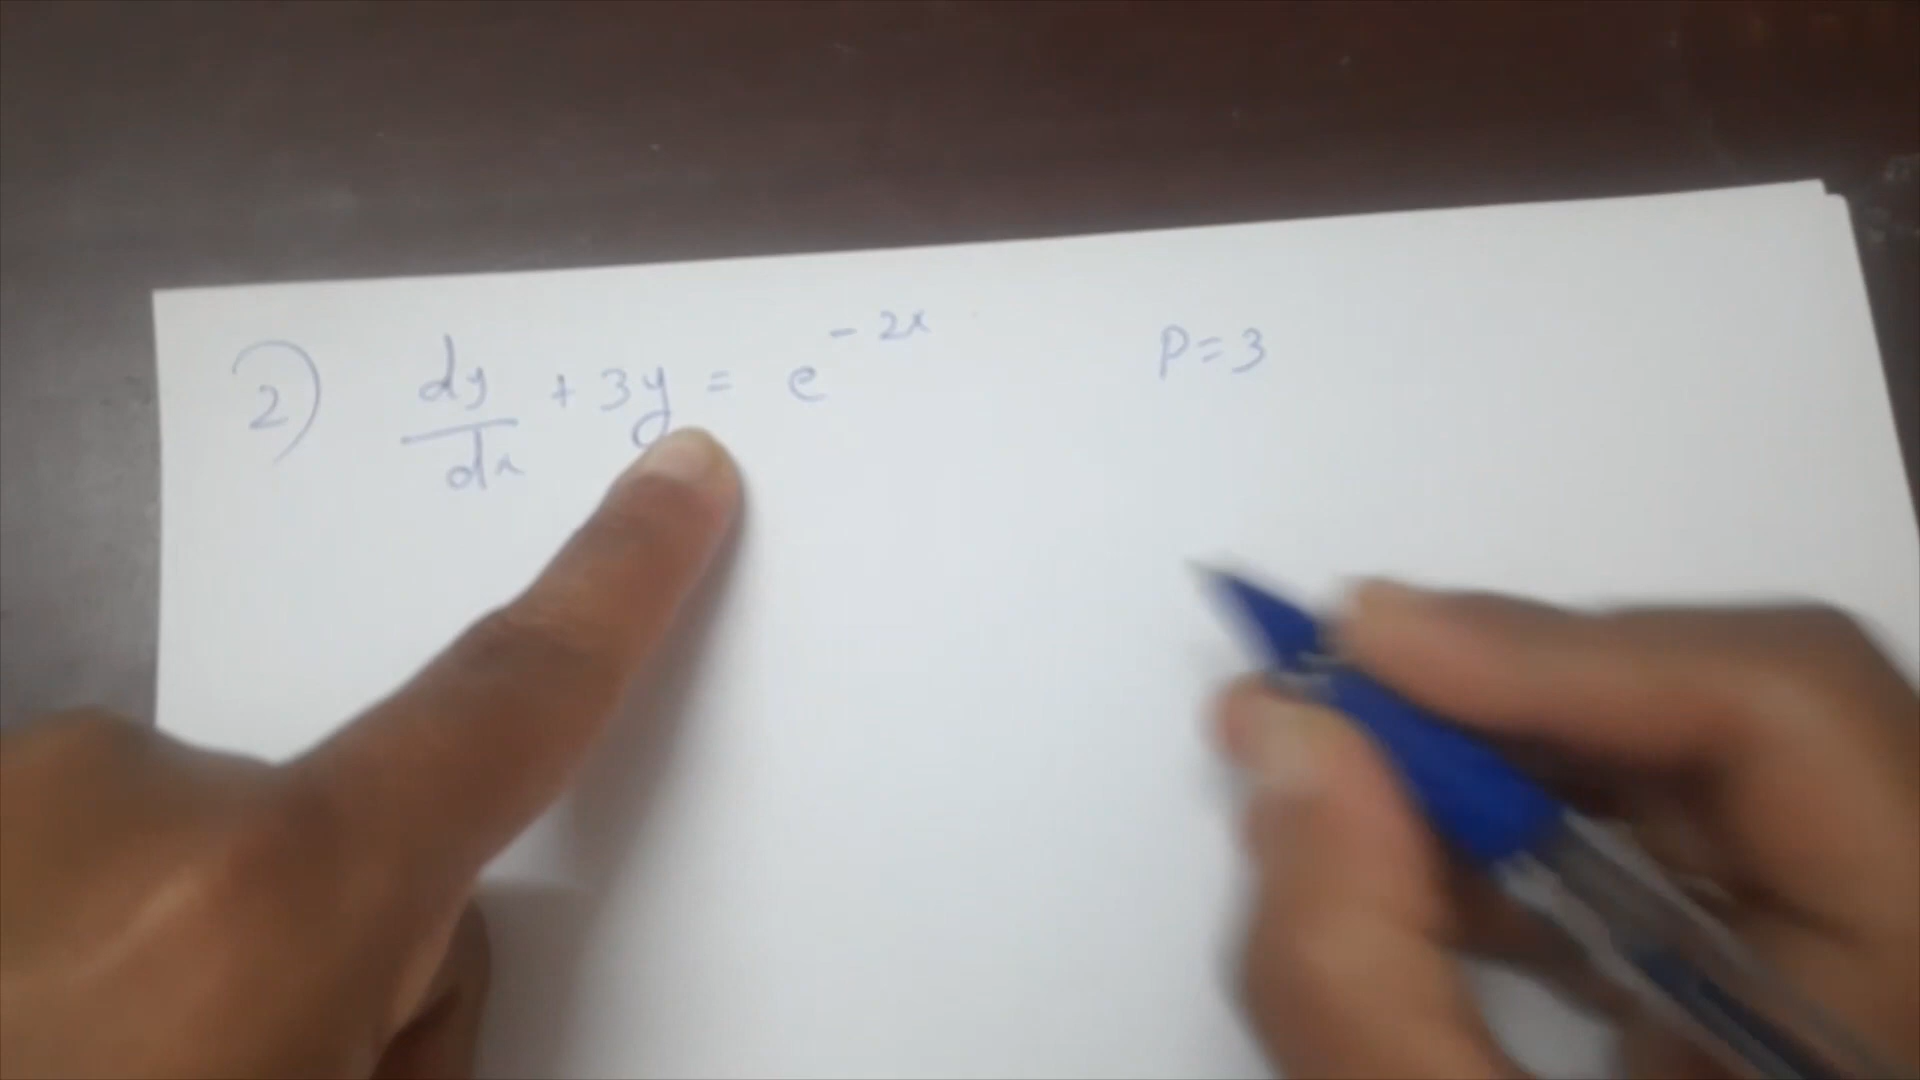 2) dy/dx + 3y = e^{-2x}
P = 3